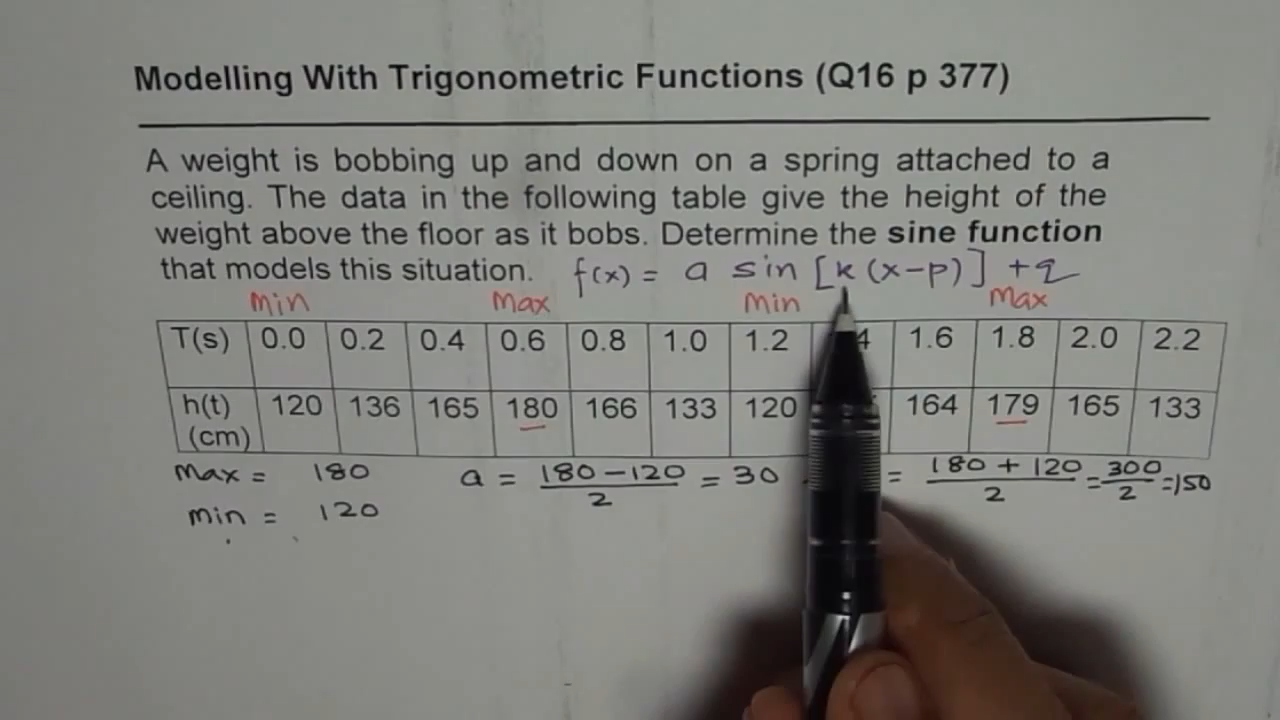 Modelling With Trigonometric Functions (Q16 p 377)
A weight is bobbing up and down on a spring attached to a
ceiling. The data in the following table give the height of the
weight above the floor as it bobs. Determine the sine function
that models this situation. f(x) = a sin [k(x-p)] +q
Min Max Min Max
T(s) 0.0 0.2 0.4 0.6 0.8 1.0 1.2 4 1.6 1.8 2.0 2.2
h(t) 120 136 165 180 166 133 120 164 179 165 133
(cm)
Max = 180 a = 180 - 120 / 2 = 30 = 180 + 120 / 2 = 300 / 2 = 150
Min = 120